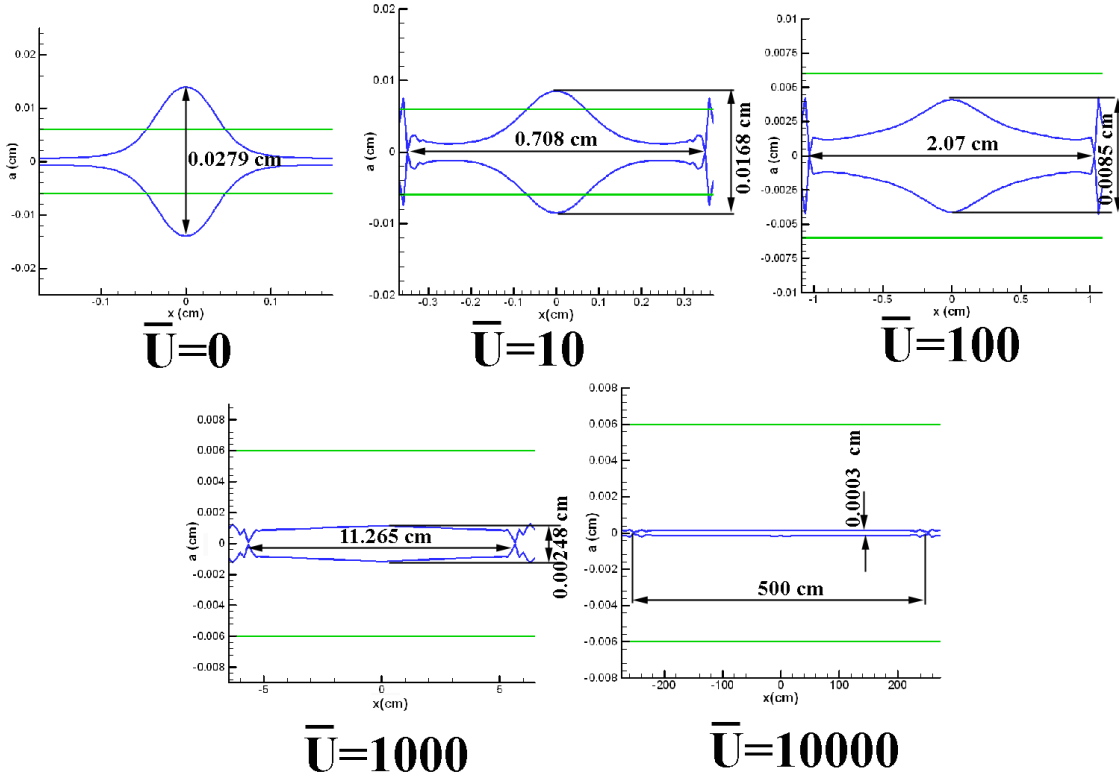 0.02
0.01
0
-0.01
-0.02
a (cm)
0.0279 cm
-0.1
0
0.1
x (cm)
U̅=0
0.02
0.01
0
-0.01
-0.02
a (cm)
0.708 cm
0.0168 cm
-0.3
-0.2
-0.1
0
0.1
0.2
0.3
x(cm)
U̅=10
0.01
0.0075
0.005
0.0025
0
-0.0025
-0.005
-0.0075
-0.01
a (cm)
2.07 cm
0.0085 cm
-1
-0.5
0
0.5
1
x (cm)
U̅=100
0.008
0.006
0.004
0.002
0
-0.002
-0.004
-0.006
-0.008
a (cm)
11.265 cm
0.00248 cm
-5
0
5
x(cm)
U̅=1000
0.008
0.006
0.004
0.002
0
-0.002
-0.004
-0.006
-0.008
a (cm)
0.0003 cm
500 cm
-200
-100
0
100
200
x(cm)
U̅=10000